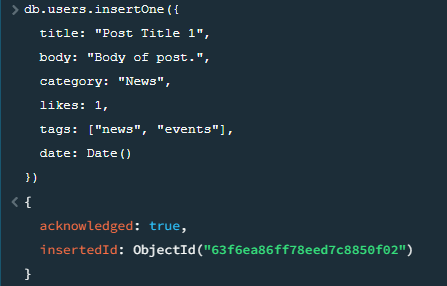 > db.users.insertOne({
title: "Post Title 1",
body: "Body of post.",
category: "News",
likes: 1,
tags: ["news", "events"],
date: Date()
})
< {
acknowledged: true,
insertedId: ObjectId("63f6ea86ff78eed7c8850f02")
}